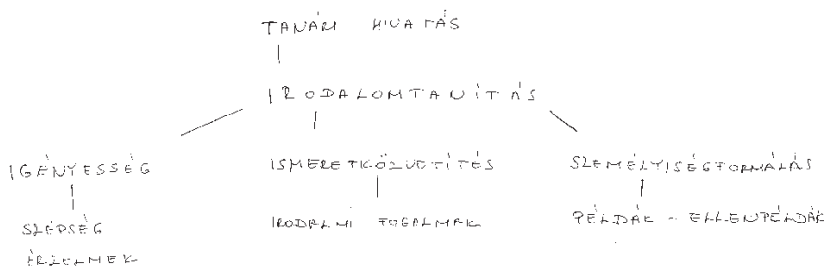 TANÁRI HIVATÁS
IRODALOMTANÍTÁS
IGÉNYESSÉG ISMERETKÖZVETÍTÉS SZEMÉLYISÉGFORMÁLÁS
SZÉPSÉG IRODALMI FOGALMAK PÉLDÁK - ELLENPÉLDÁK
ÉRZELMEK